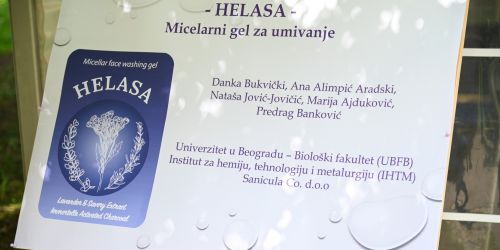 - HELASA -
Micelarni gel za umivanje
Micellar face washing gel
HELASA
Lavander & Savory Extract
Immortelle Activated Charcoal
Danka Bukvički, Ana Alimpić Aradski,
Nataša Jović-Jovičić, Marija Ajduković,
Predrag Banković
Univerzitet u Beogradu – Biološki fakultet (UBFB)
Institut za hemiju, tehnologiju i metalurgiju (IHTM)
Sanicula Co. d.o.o